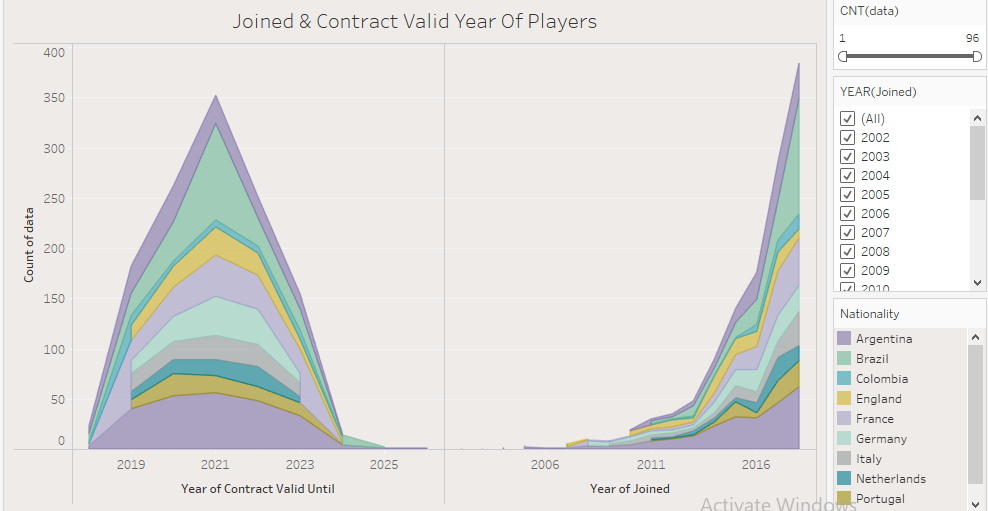 Joined & Contract Valid Year Of Players
CNT(data)
1 96
YEAR(Joined)
(All)
2002
2003
2004
2005
2006
2007
2008
2009
2010
Nationality
Argentina
Brazil
Colombia
England
France
Germany
Italy
Netherlands
Portugal
Count of data
400
350
300
250
200
150
100
50
0
2019 2021 2023 2025
Year of Contract Valid Until
2006 2011 2016
Year of Joined
Activate Windows